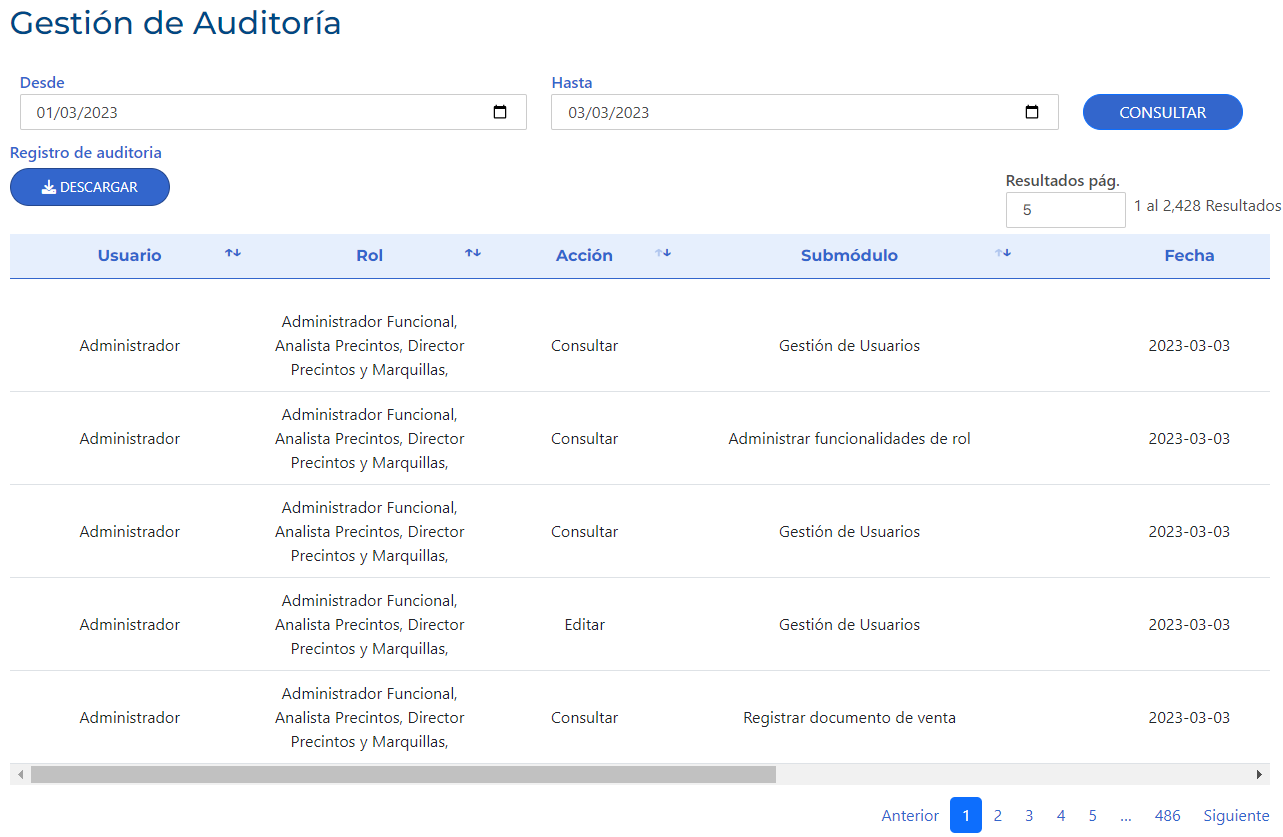 Gestión de Auditoría
Desde
Hasta
01/03/2023
03/03/2023
CONSULTAR
Registro de auditoria
DESCARGAR
Resultados pág.
5
1 al 2,428 Resultados
Usuario Rol Acción Submódulo Fecha
Administrador Funcional,
Administrador Analista Precintos, Director Consultar Gestión de Usuarios 2023-03-03
Precintos y Marquillas,
Administrador Funcional,
Administrador Analista Precintos, Director Consultar Administrar funcionalidades de rol 2023-03-03
Precintos y Marquillas,
Administrador Funcional,
Administrador Analista Precintos, Director Consultar Gestión de Usuarios 2023-03-03
Precintos y Marquillas,
Administrador Funcional,
Administrador Analista Precintos, Director Editar Gestión de Usuarios 2023-03-03
Precintos y Marquillas,
Administrador Funcional,
Administrador Analista Precintos, Director Consultar Registrar documento de venta 2023-03-03
Precintos y Marquillas,
Anterior 1 2 3 4 5 ... 486 Siguiente